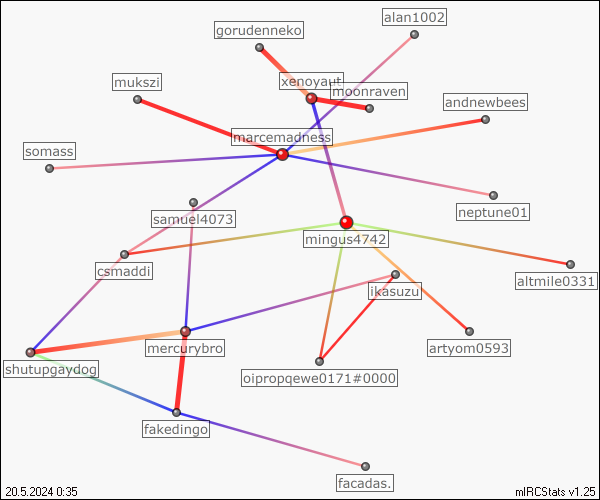 alan1002
gorudenneko
xenoyaut
mukszi
moonraven
andnewbees
marcemadness
somass
neptune01
samuel4073
mingus4742
csmaddi
altmile0331
ikasuzu
mercurybro
artyom0593
shutupgaydog
oipropqewe0171#0000
fakedingo
facadas.
20.5.2024 0:35
mIRCStats v1.25